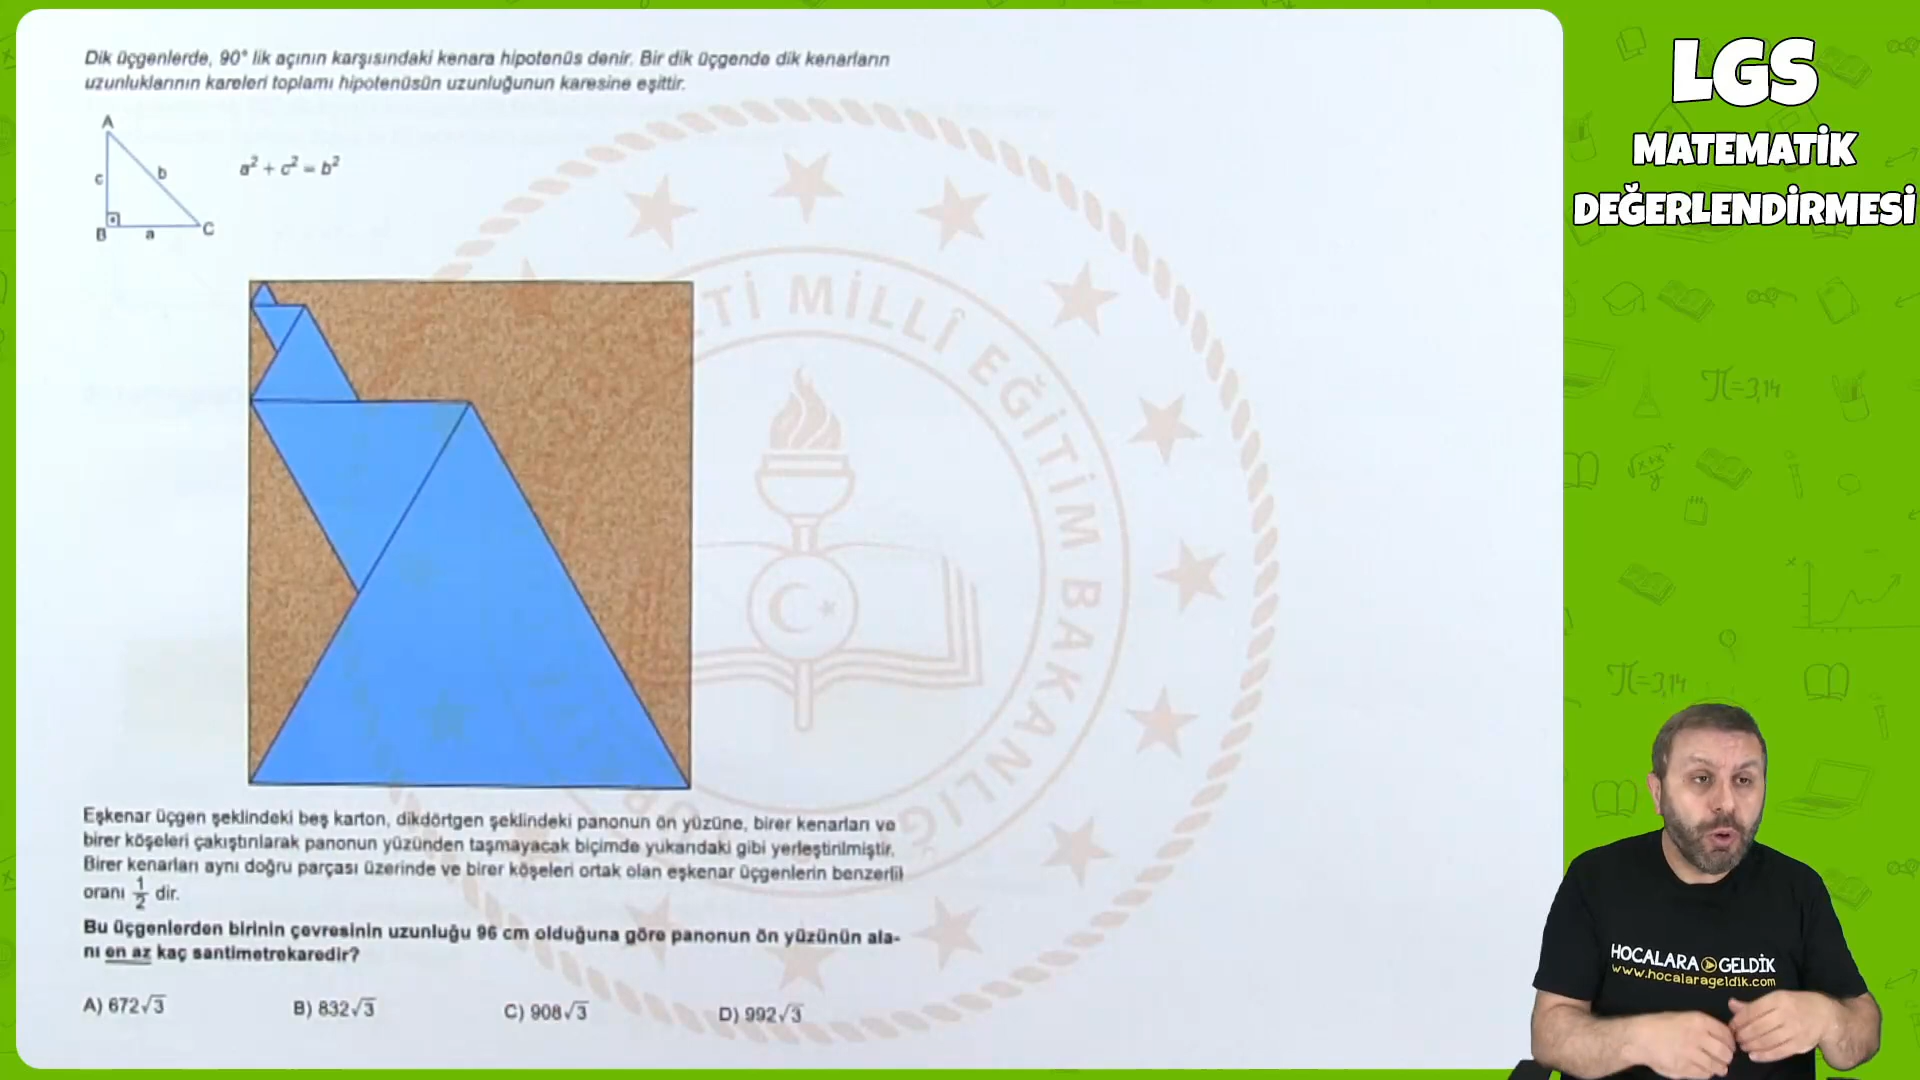 Dik üçgenlerde, 90° lik açının karşısındaki kenara hipotenüs denir. Bir dik üçgende dik kenarların
uzunluklarının kareleri toplamı hipotenüsün uzunluğunun karesine eşittir.
A
c
b
B
a
C
a² + c² = b²
Eşkenar üçgen şeklindeki beş karton, dikdörtgen şeklindeki panonun ön yüzüne, birer kenarları ve
birer köşeleri çakıştırılarak panonun yüzünden taşmayacak biçimde yukarıdaki gibi yerleştirilmiştir.
Birer kenarları aynı doğru parçası üzerinde ve birer köşeleri ortak olan eşkenar üçgenlerin benzerlik
oranı 1/2 dir.
Bu üçgenlerden birinin çevresinin uzunluğu 96 cm olduğuna göre panonun ön yüzünün ala-
nı en az kaç santimetrekaredir?
A) 672√3 B) 832√3 C) 908√3 D) 992√3
LGS
MATEMATİK
DEĞERLENDİRMESİ
π=3,14
π=3,14
HOCALARA GELDİK
www.hocalarageldik.com